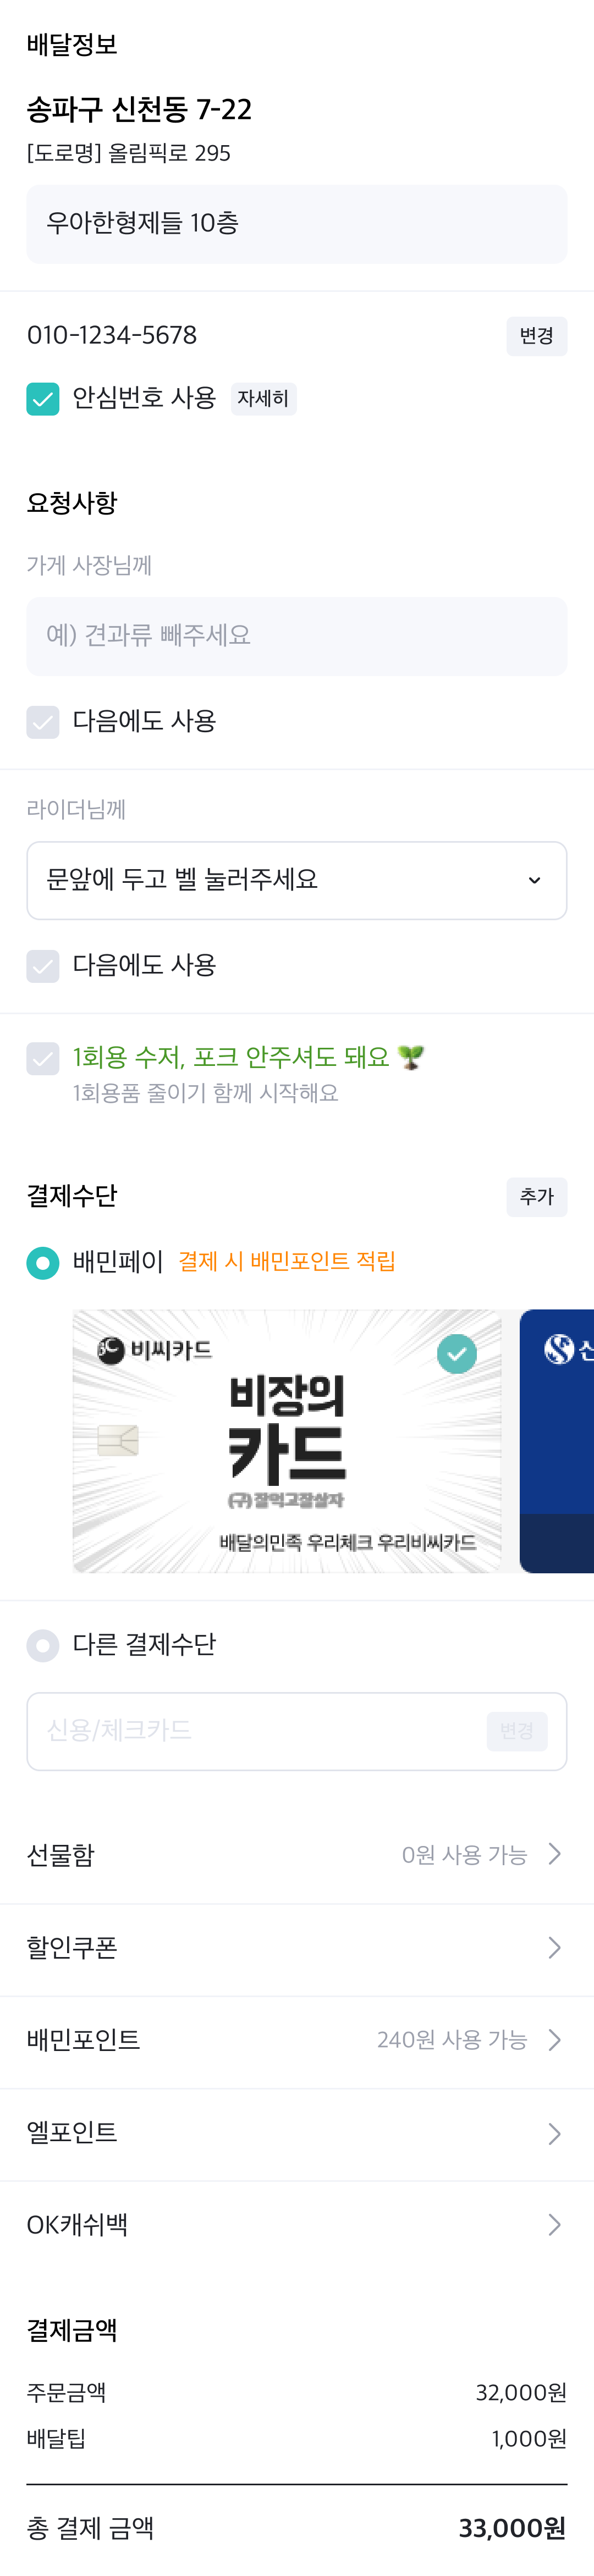 배달정보
송파구 신천동 7-22
[도로명] 올림픽로 295
우아한형제들 10층
010-1234-5678
변경
안심번호 사용 자세히
요청사항
가게 사장님께
예) 견과류 빼주세요
다음에도 사용
라이더님께
문앞에 두고 벨 눌러주세요
다음에도 사용
1회용 수저, 포크 안주셔도 돼요
1회용품 줄이기 함께 시작해요
결제수단
추가
배민페이 결제 시 배민포인트 적립
비씨카드
비장의
카드
(구)잘먹고잘살자
배달의민족 우리체크 우리비씨카드
다른 결제수단
신용/체크카드
변경
선물함
0원 사용 가능
할인쿠폰
배민포인트
240원 사용 가능
엘포인트
OK캐쉬백
결제금액
주문금액
32,000원
배달팁
1,000원
총 결제 금액
33,000원